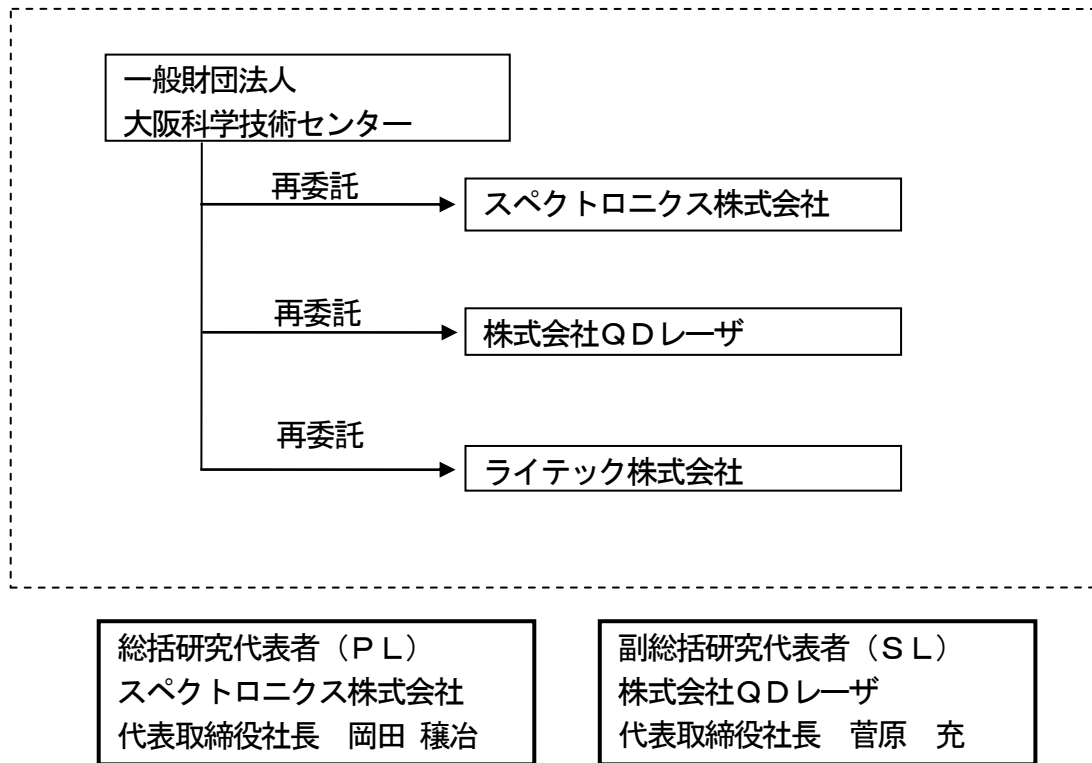 一般財団法人
大阪科学技術センター
再委託
スペクトロニクス株式会社
再委託
株式会社ＱＤレーザ
再委託
ライテック株式会社
総括研究代表者（ＰＬ）
スペクトロニクス株式会社
代表取締役社長　岡田 穣治
副総括研究代表者（ＳＬ）
株式会社ＱＤレーザ
代表取締役社長　菅原　充